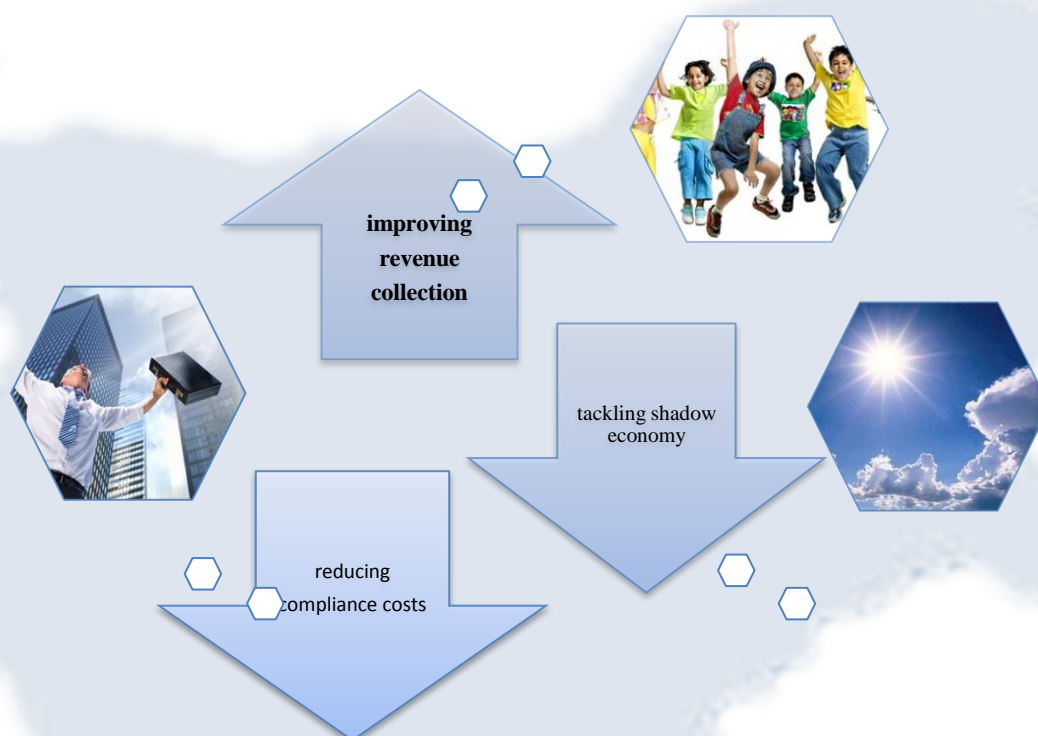 improving
revenue
collection
tackling shadow
economy
reducing
compliance costs